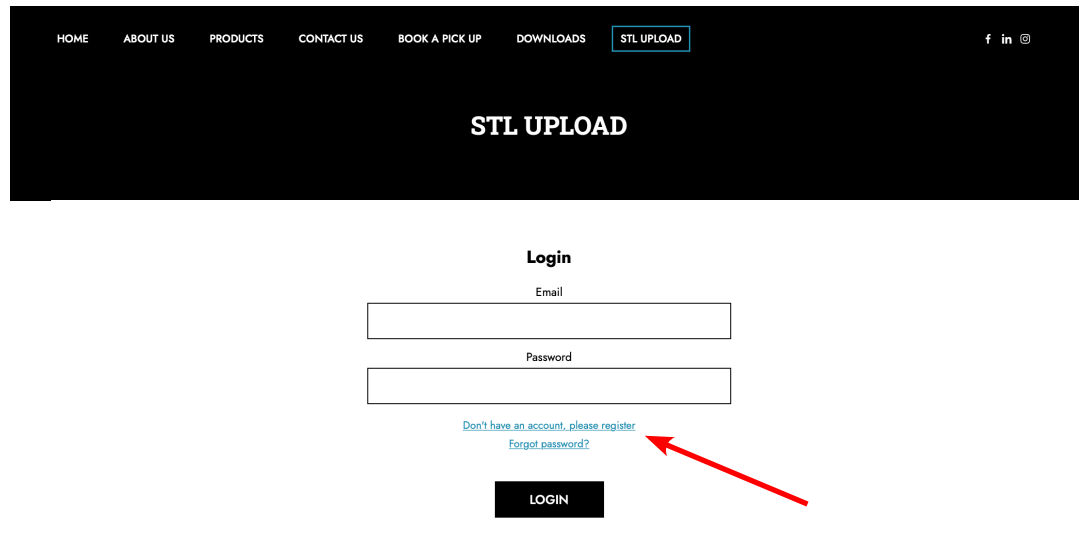 HOME ABOUT US PRODUCTS CONTACT US BOOK A PICK UP DOWNLOADS STL UPLOAD
STL UPLOAD
Login
Email
Password
Don't have an account, please register
Forgot password?
LOGIN